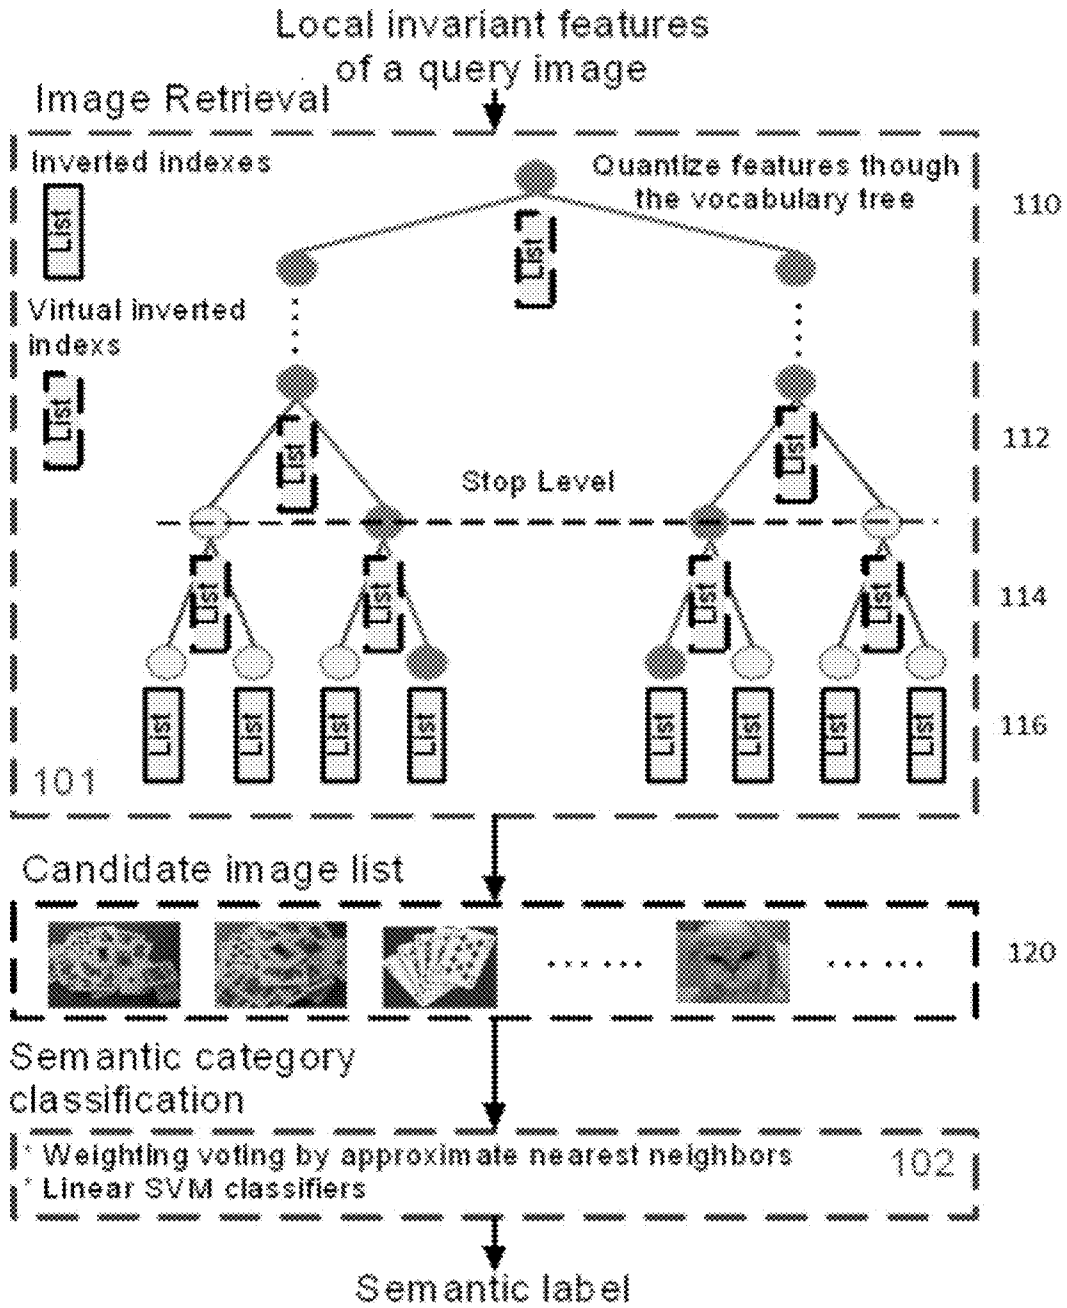 Local invariant features
of a query image
Image Retrieval
Inverted indexes
Quantize features though
the vocabulary tree
110
List
List
Virtual inverted
indexs
List
List
List
112
Stop Level
List
List
List
List
114
List
List
List
List
List
List
List
List
116
101
Candidate image list
120
Semantic category
classification
* Weighting voting by approximate nearest neighbors
102
* Linear SVM classifiers
Semantic label